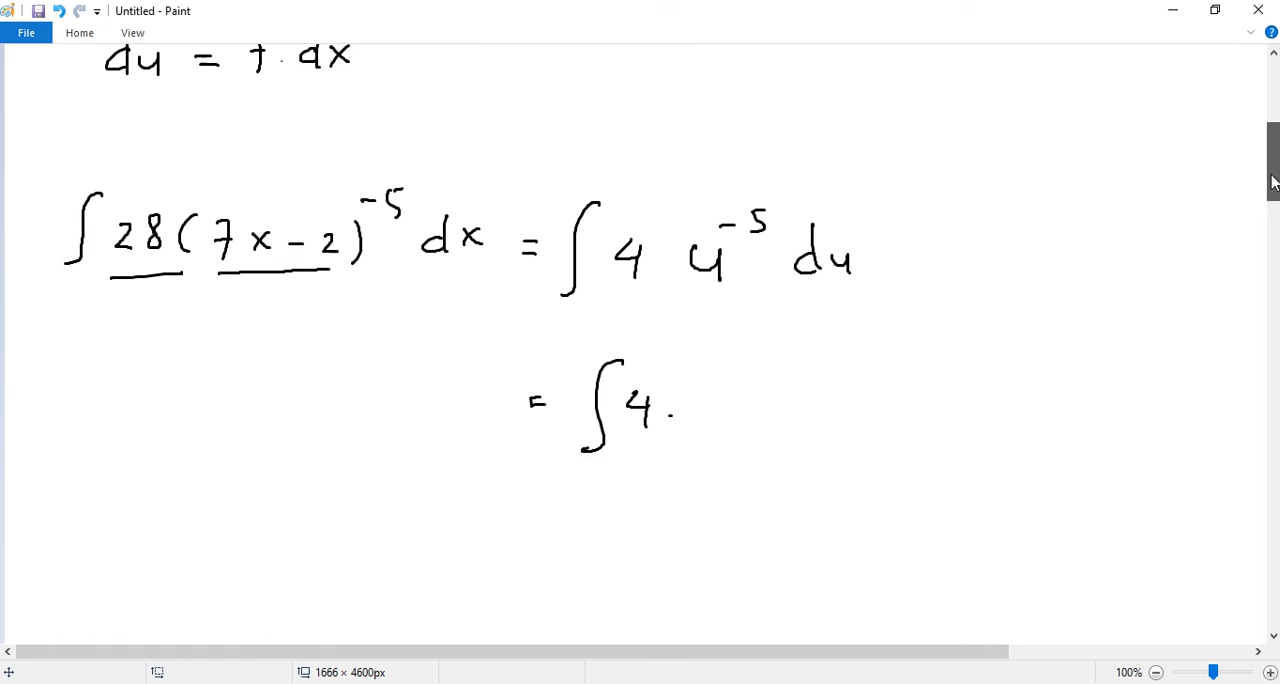 Untitled - Paint
File Home View
du = 7. dx
∫ 28(7x-2)^-5 dx = ∫ 4 u^-5 du
= ∫ 4 .
1666 × 4600px 100%